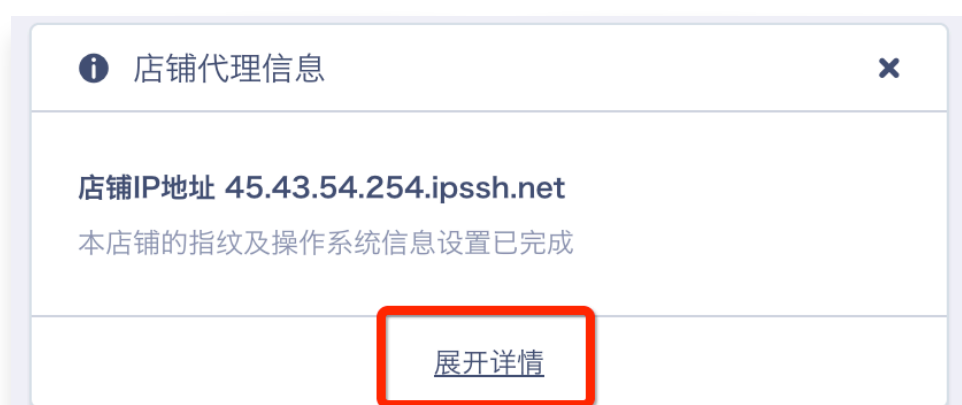 店铺代理信息
店铺IP地址 45.43.54.254.ipssh.net
本店铺的指纹及操作系统信息设置已完成
展开详情